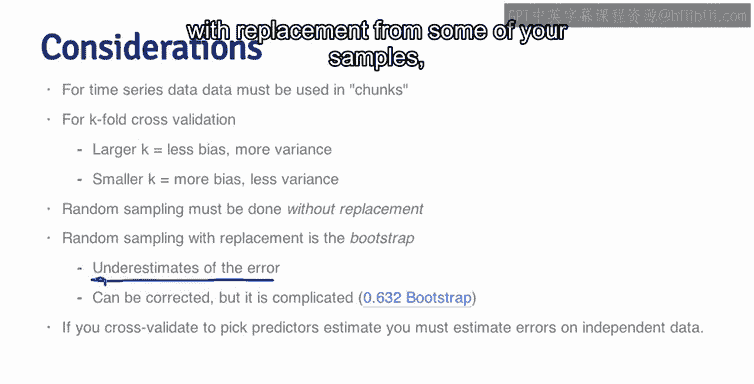 with replacement from some of your
samples,
Considerations
For time series data data must be used in "chunks"
For k-fold cross validation
Larger k = less bias, more variance
Smaller k = more bias, less variance
Random sampling must be done without replacement
Random sampling with replacement is the bootstrap
Underestimates of the error
Can be corrected, but it is complicated (0.632 Bootstrap)
If you cross-validate to pick predictors estimate you must estimate errors on independent data.